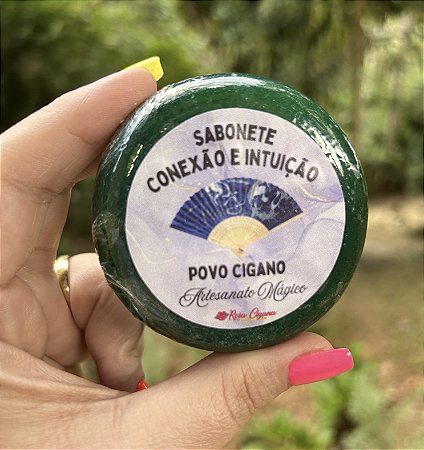 SABONETE
CONEXÃO E INTUIÇÃO
POVO CIGANO
Artesanato Mágico
Rosa Cigana